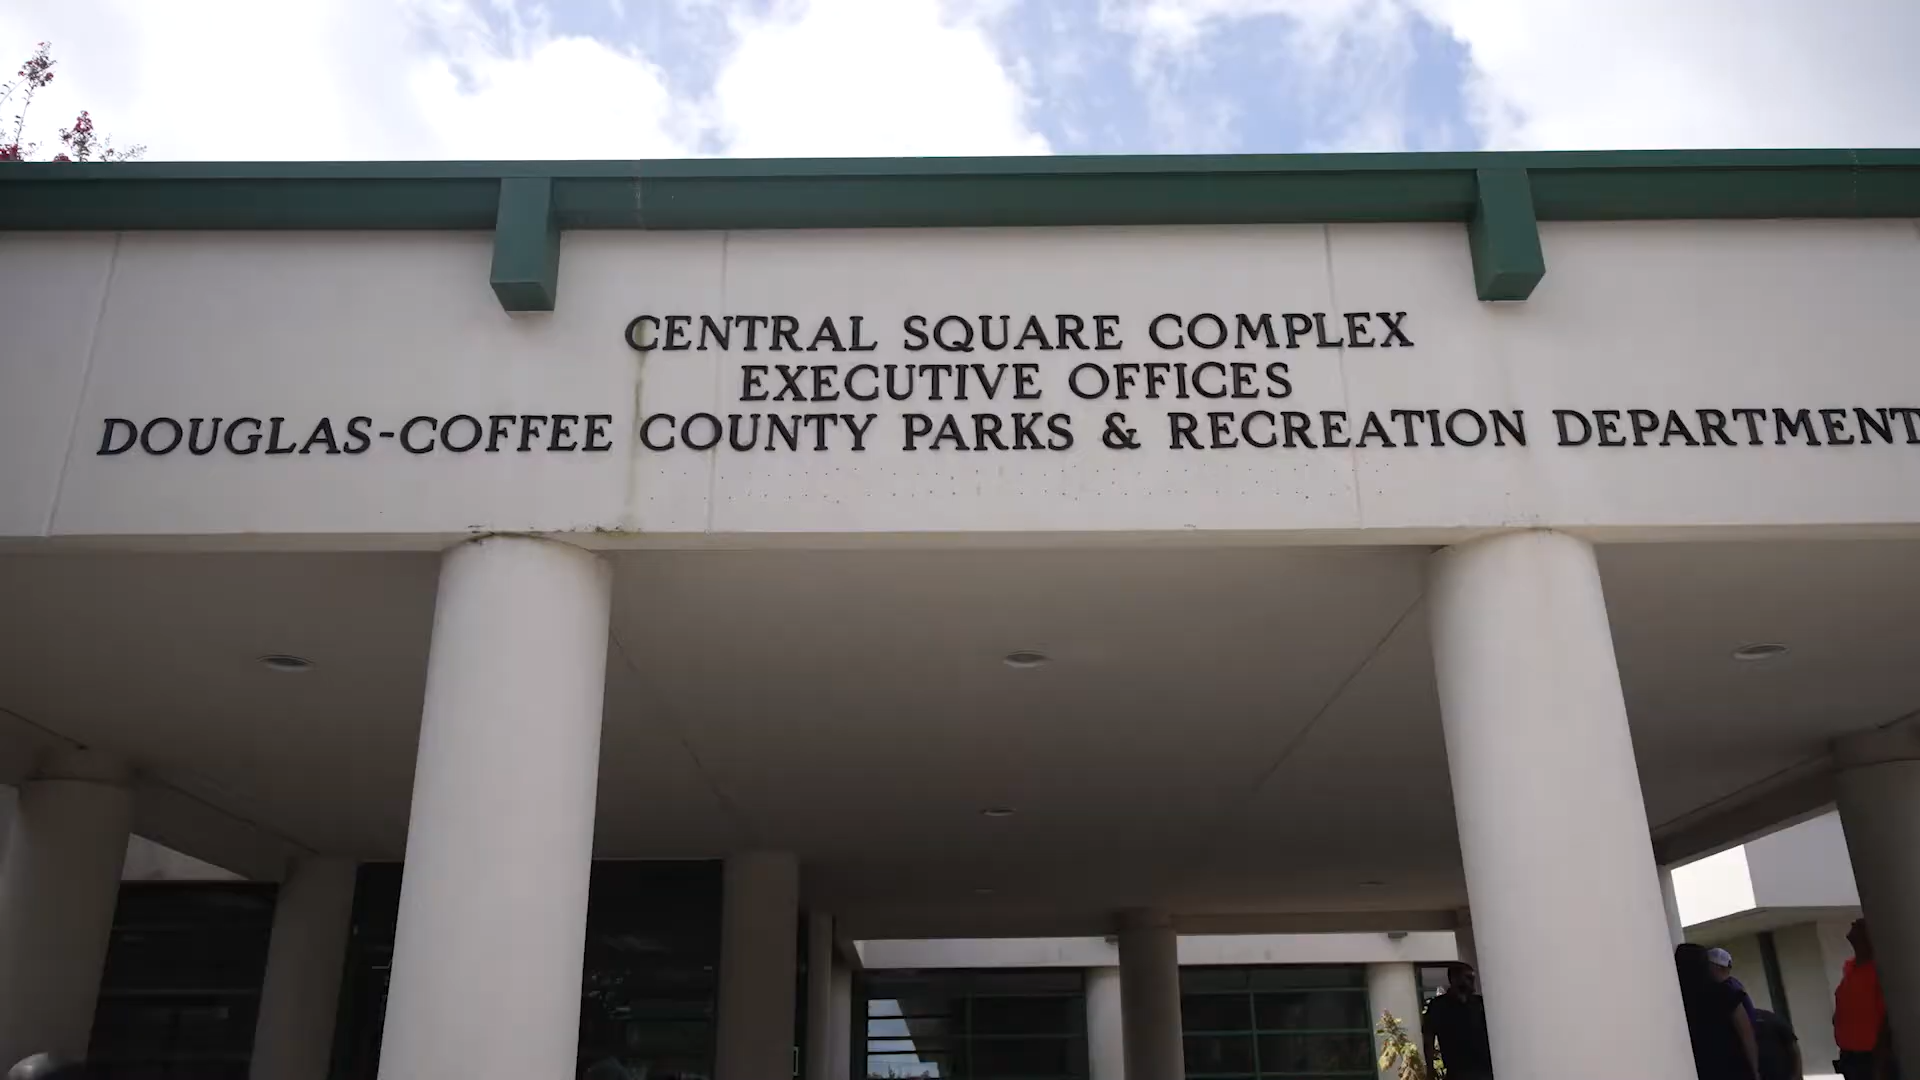 CENTRAL SQUARE COMPLEX
EXECUTIVE OFFICES
DOUGLAS-COFFEE COUNTY PARKS & RECREATION DEPARTMENT